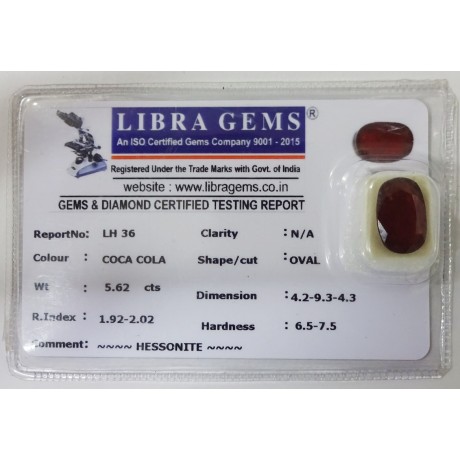 LIBRA GEMS ®
An ISO Certified Gems Company 9001 - 2015
Registered Under the Trade Marks with Govt. of India
website : www.libragems.co.in
GEMS & DIAMOND CERTIFIED TESTING REPORT
ReportNo: LH 36 Clarity : N/A
Colour : COCA COLA Shape/cut : OVAL
Wt : 5.62 cts
Dimension : 4.2-9.3-4.3
R.Index : 1.92-2.02
Hardness : 6.5-7.5
Comment: ~~~~ HESSONITE ~~~~